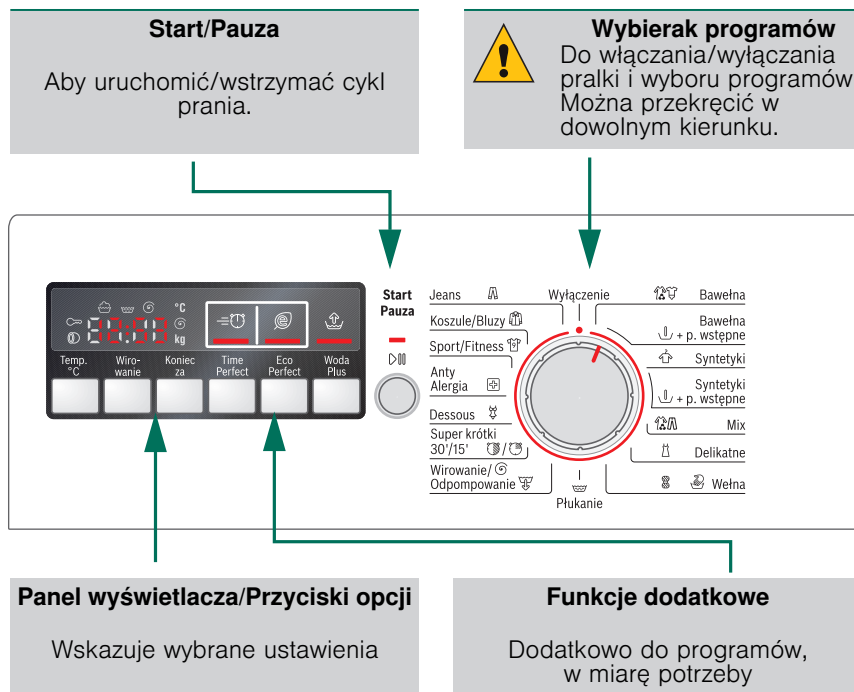 Start/Pauza
Aby uruchomić/wstrzymać cykl
prania.
Wybierak programów
Do włączania/wyłączania
pralki i wyboru programów
Można przekręcić w
dowolnym kierunku.
°C
kg
Temp.
°C
Wiro-
wanie
Koniec
za
Time
Perfect
Eco
Perfect
Woda
Plus
Start
Pauza
Jeans
Koszule/Bluzy
Sport/Fitness
Anty
Alergia
Dessous
Super krótki
30'/15'
Wirowanie/
Odpompowanie
Wyłączenie
Płukanie
Bawełna
Bawełna
+ p. wstępne
Syntetyki
Syntetyki
+ p. wstępne
Mix
Delikatne
Wełna
Panel wyświetlacza/Przyciski opcji
Wskazuje wybrane ustawienia
Funkcje dodatkowe
Dodatkowo do programów,
w miarę potrzeby